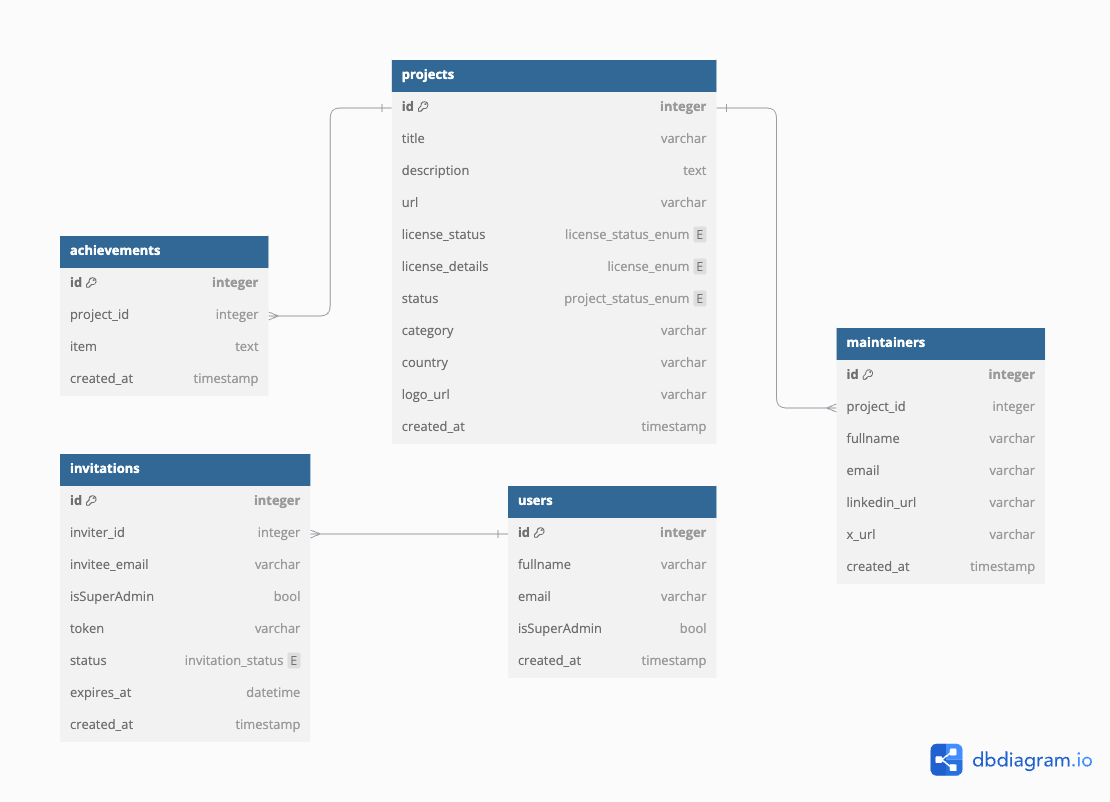 projects
id integer
title varchar
description text
url varchar
license_status license_status_enum E
license_details license_enum E
status project_status_enum E
category varchar
country varchar
logo_url varchar
created_at timestamp
achievements
id integer
project_id integer
item text
created_at timestamp
maintainers
id integer
project_id integer
fullname varchar
email varchar
linkedin_url varchar
x_url varchar
created_at timestamp
invitations
id integer
inviter_id integer
invitee_email varchar
isSuperAdmin bool
token varchar
status invitation_status E
expires_at datetime
created_at timestamp
users
id integer
fullname varchar
email varchar
isSuperAdmin bool
created_at timestamp
dbdiagram.io